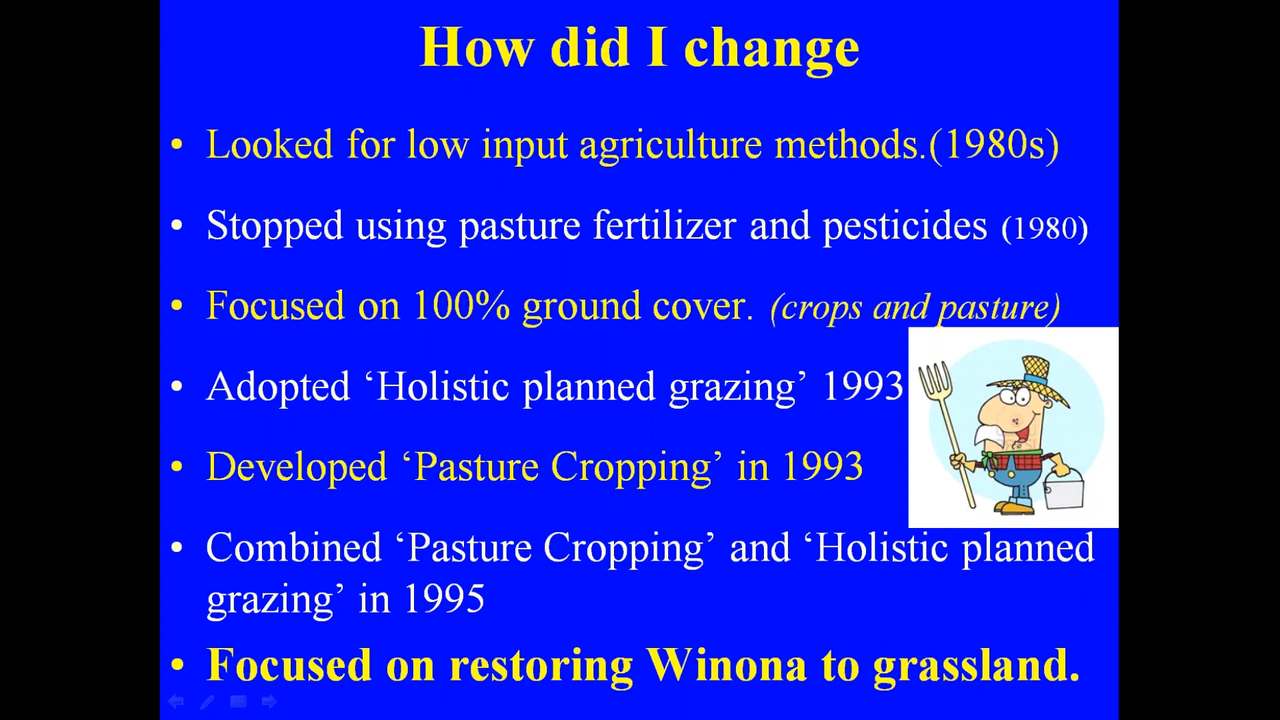 How did I change
• Looked for low input agriculture methods.(1980s)
• Stopped using pasture fertilizer and pesticides (1980)
• Focused on 100% ground cover. (crops and pasture)
• Adopted ‘Holistic planned grazing’ 1993
• Developed ‘Pasture Cropping’ in 1993
• Combined ‘Pasture Cropping’ and ‘Holistic planned
grazing’ in 1995
• Focused on restoring Winona to grassland.